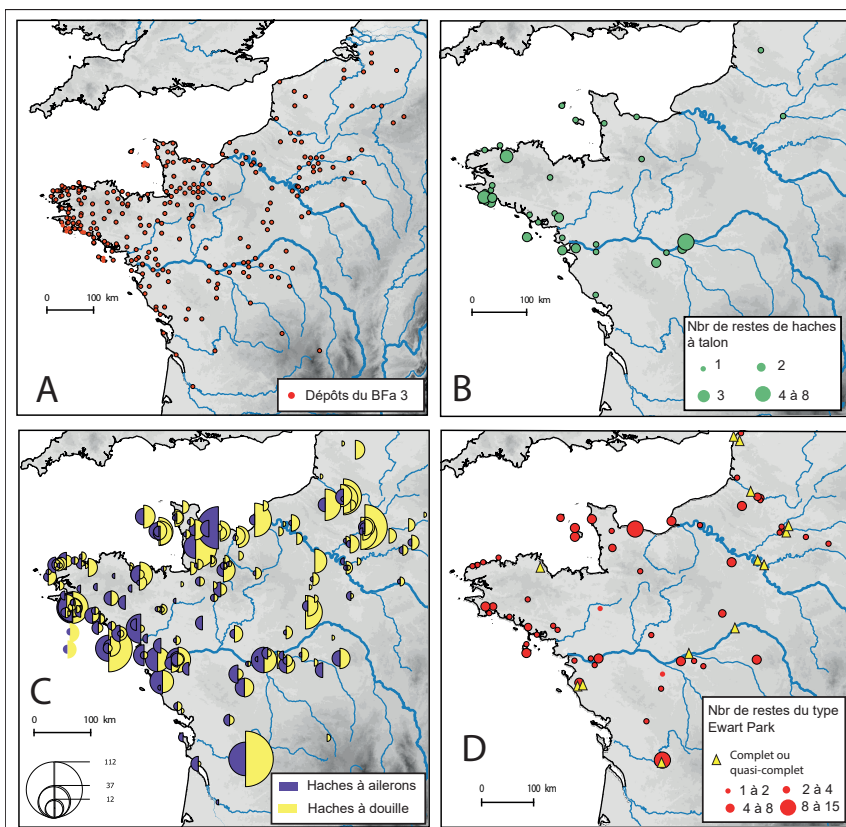 A
0
100 km
Dépôts du BFa 3
B
0
100 km
Nbr de restes de haches
à talon
1
2
3
4 à 8
C
0
100 km
112
37
12
Haches à ailerons
Haches à douille
D
0
100 km
Nbr de restes du type
Ewart Park
Complet ou
quasi-complet
1 à 2
2 à 4
4 à 8
8 à 15